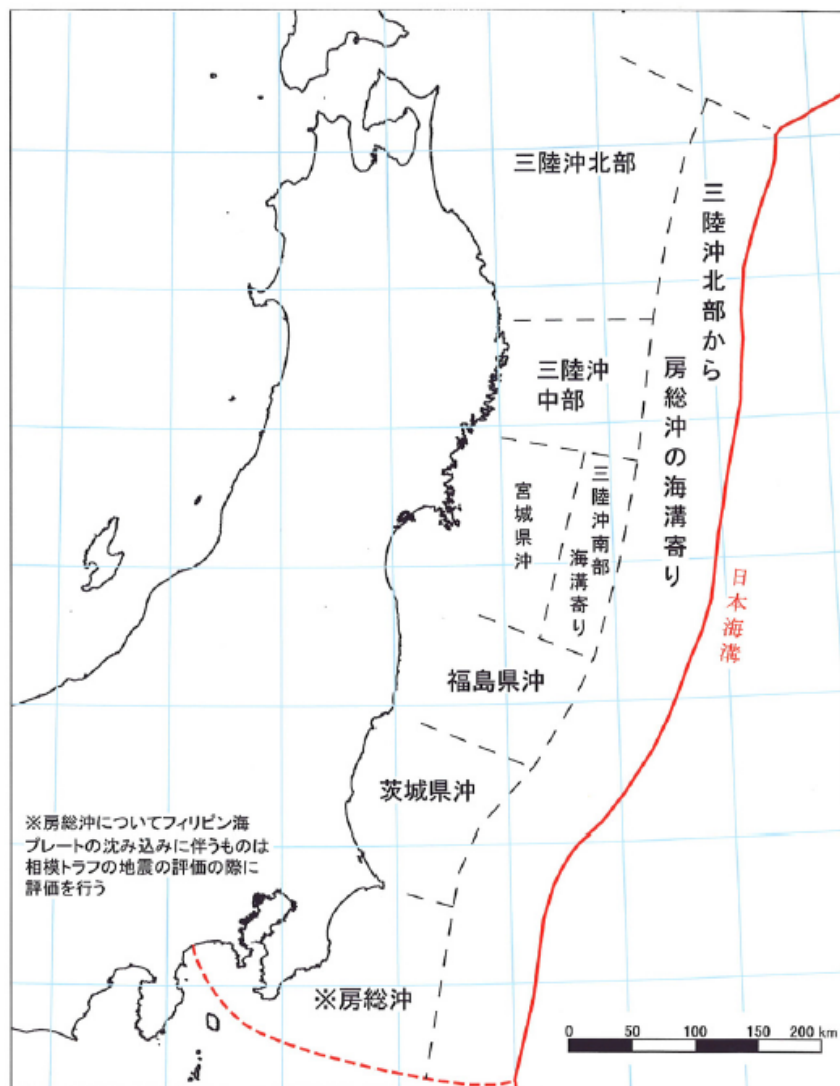 三陸沖北部
三陸沖北部から
房総沖の海溝寄り
三陸沖
中部
宮城県沖
三陸沖南部
海溝寄り
日本海溝
福島県沖
茨城県沖
※房総沖についてフィリピン海
プレートの沈み込みに伴うものは
相模トラフの地震の評価の際に
評価を行う
※房総沖
0 50 100 150 200 km